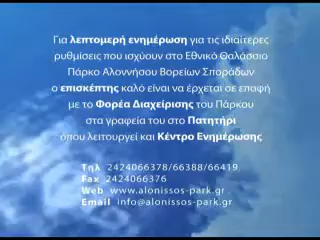 Για λεπτομερή ενημέρωση για τις ιδιαίτερες
ρυθμίσεις που ισχύουν στο Εθνικό Θαλάσσιο
Πάρκο Αλοννήσου Βορείων Σποράδων
ο επισκέπτης καλό είναι να έρχεται σε επαφή
με το Φορέα Διαχείρισης του Πάρκου
στα γραφεία του στο Πατητήρι
όπου λειτουργεί και Κέντρο Ενημέρωσης
Τηλ 2424066378/66388/66419
Fax 2424066376
Web www.alonissos-park.gr
Email info@alonissos-park.gr